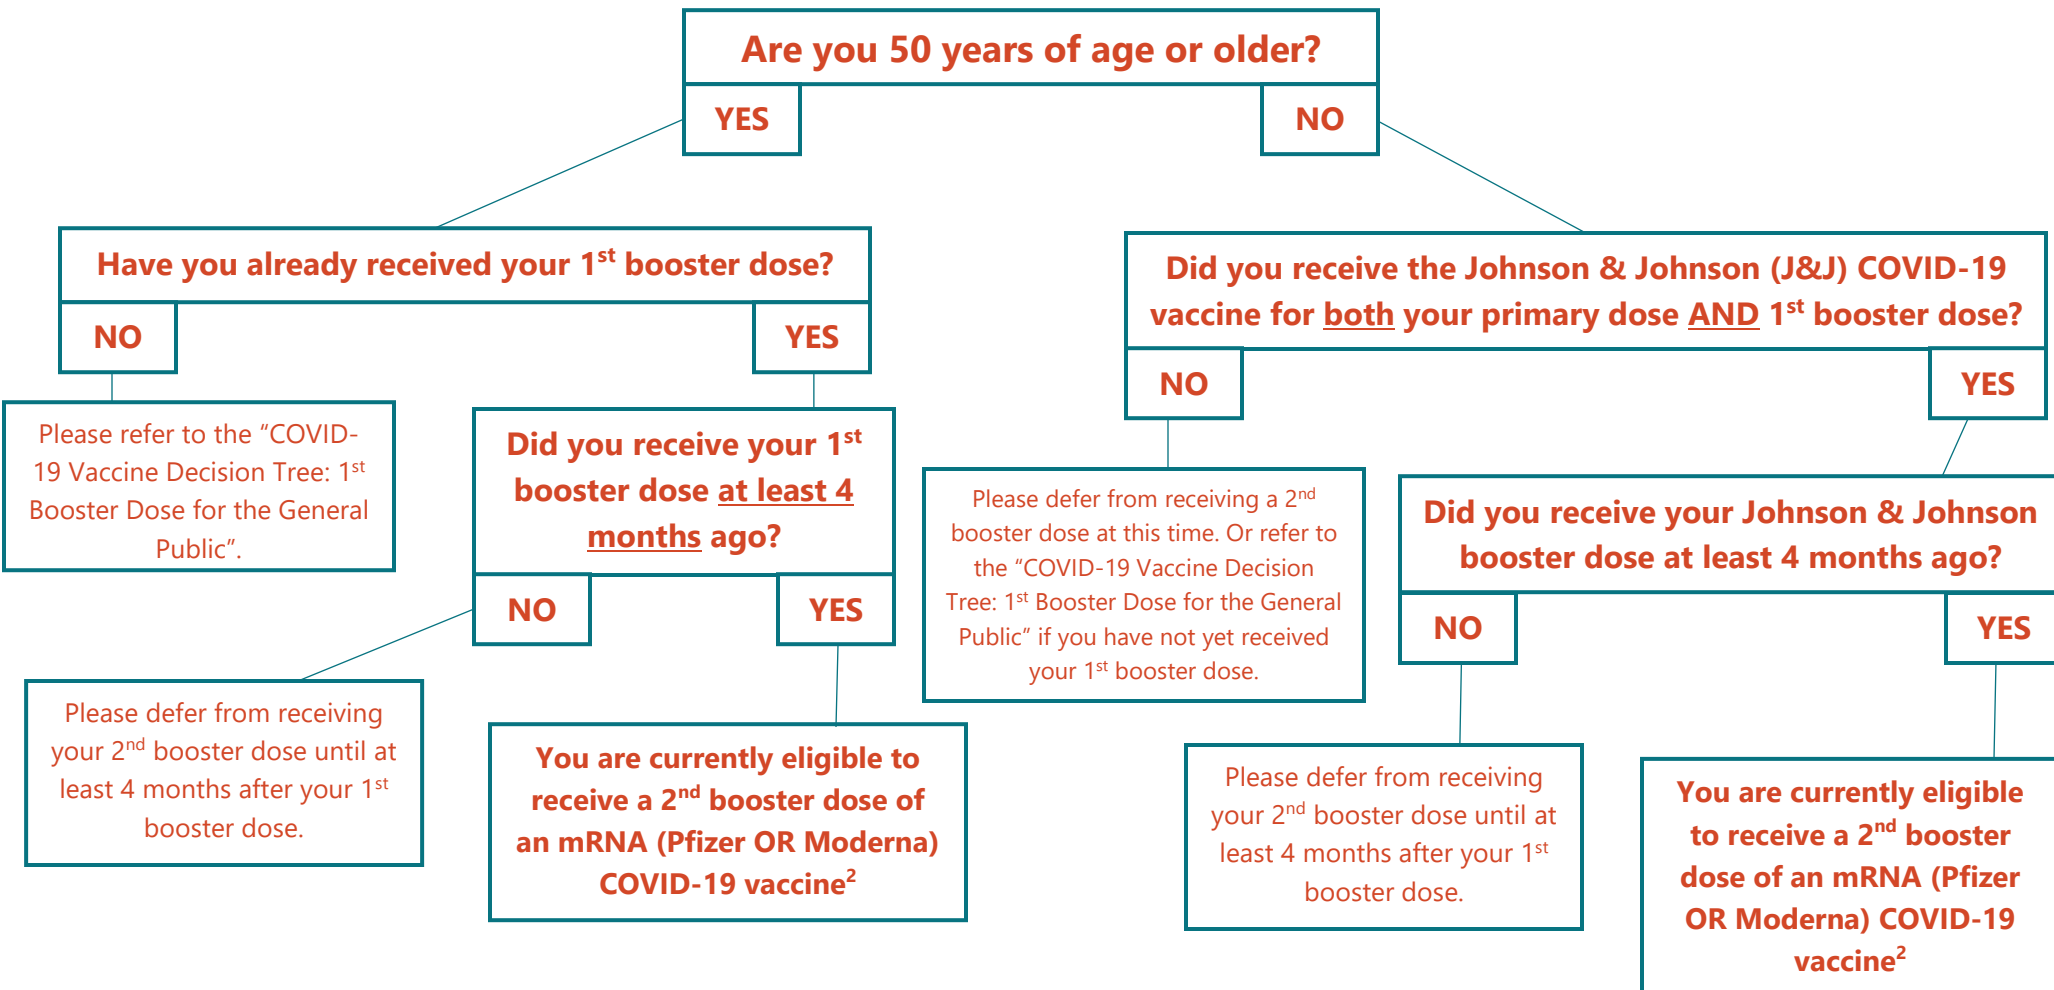 Are you 50 years of age or older?
YES
NO
Have you already received your 1st booster dose?
NO
YES
Please refer to the “COVID-
19 Vaccine Decision Tree: 1st
Booster Dose for the General
Public”.
Did you receive your 1st
booster dose at least 4
months ago?
NO
YES
Please defer from receiving
your 2nd booster dose until at
least 4 months after your 1st
booster dose.
You are currently eligible to
receive a 2nd booster dose of
an mRNA (Pfizer OR Moderna)
COVID-19 vaccine2
Did you receive the Johnson & Johnson (J&J) COVID-19
vaccine for both your primary dose AND 1st booster dose?
NO
YES
Please defer from receiving a 2nd
booster dose at this time. Or refer to
the “COVID-19 Vaccine Decision
Tree: 1st Booster Dose for the General
Public” if you have not yet received
your 1st booster dose.
Did you receive your Johnson & Johnson
booster dose at least 4 months ago?
NO
YES
Please defer from receiving
your 2nd booster dose until at
least 4 months after your 1st
booster dose.
You are currently eligible
to receive a 2nd booster
dose of an mRNA (Pfizer
OR Moderna) COVID-19
vaccine2